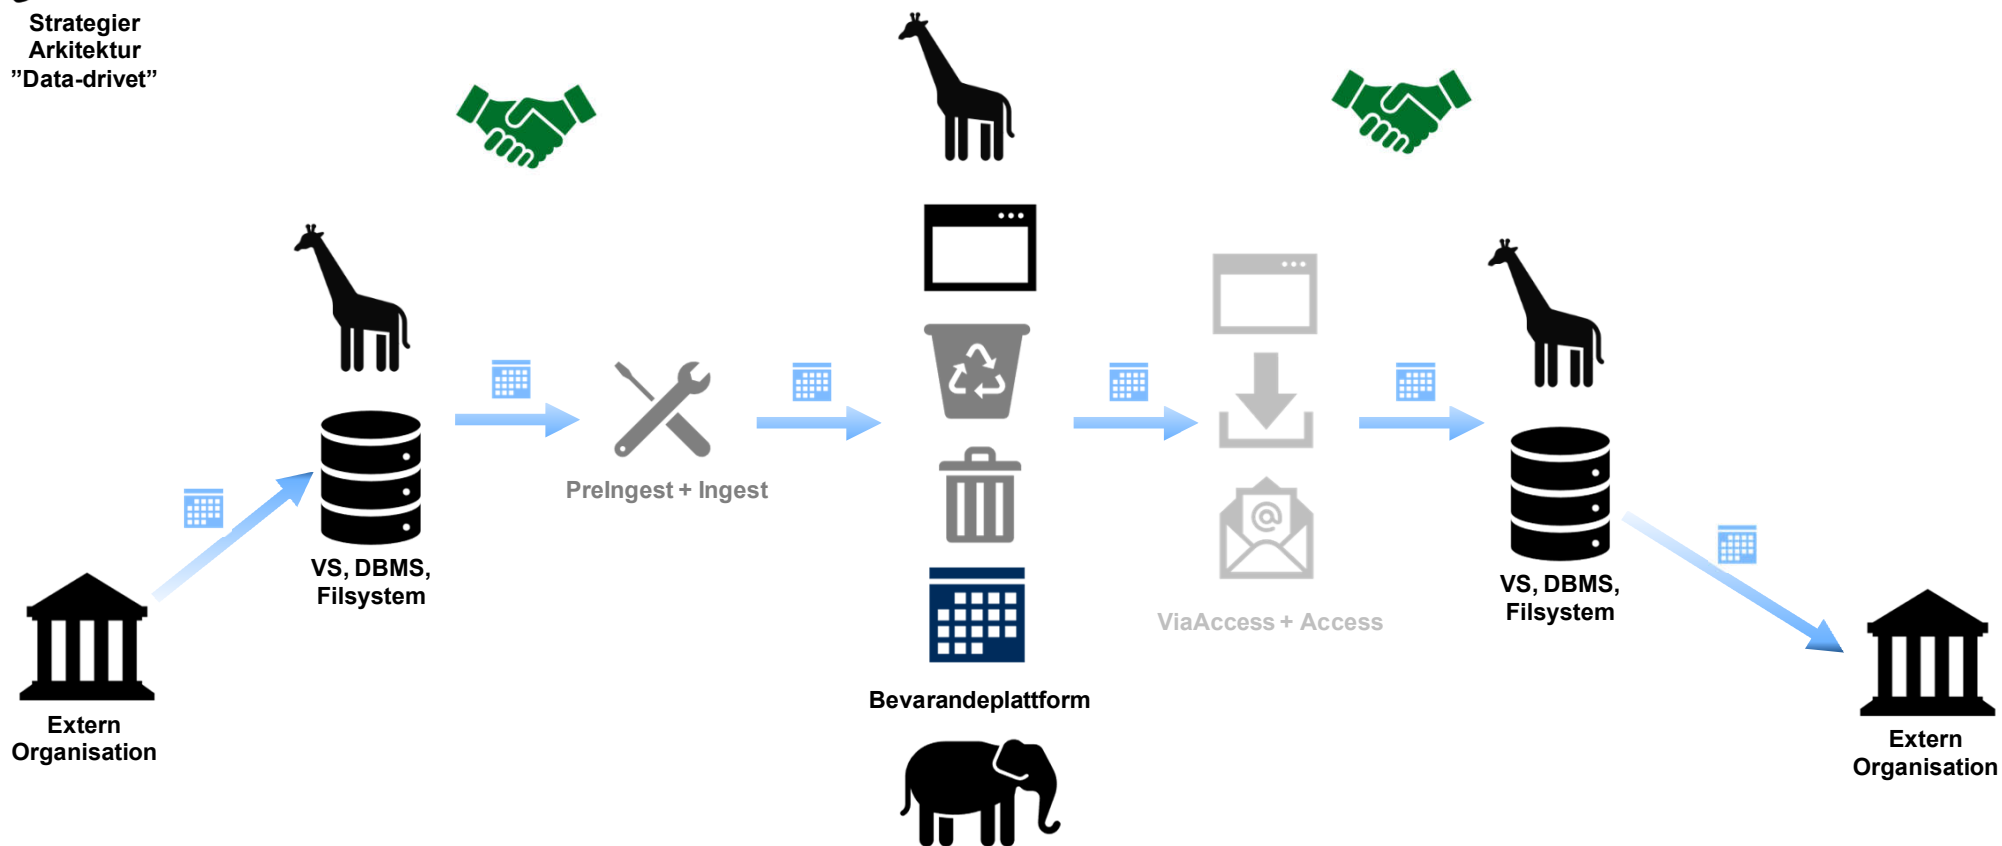 Strategier
Arkitektur
”Data-drivet”
PreIngest + Ingest
VS, DBMS,
Filsystem
Extern
Organisation
Bevarandeplattform
ViaAccess + Access
VS, DBMS,
Filsystem
Extern
Organisation